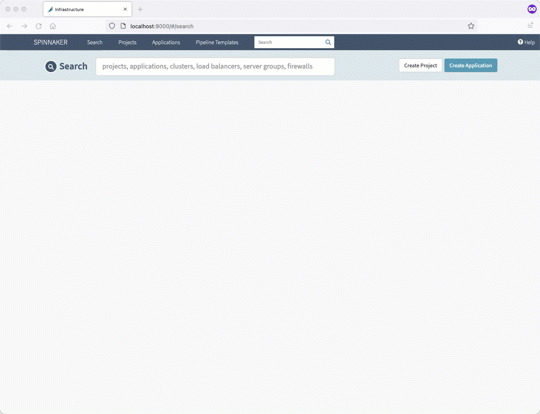 Infrastructure
localhost:9000/#/search
SPINNAKER Search Projects Applications Pipeline Templates Search Help
Search projects, applications, clusters, load balancers, server groups, firewalls Create Project Create Application